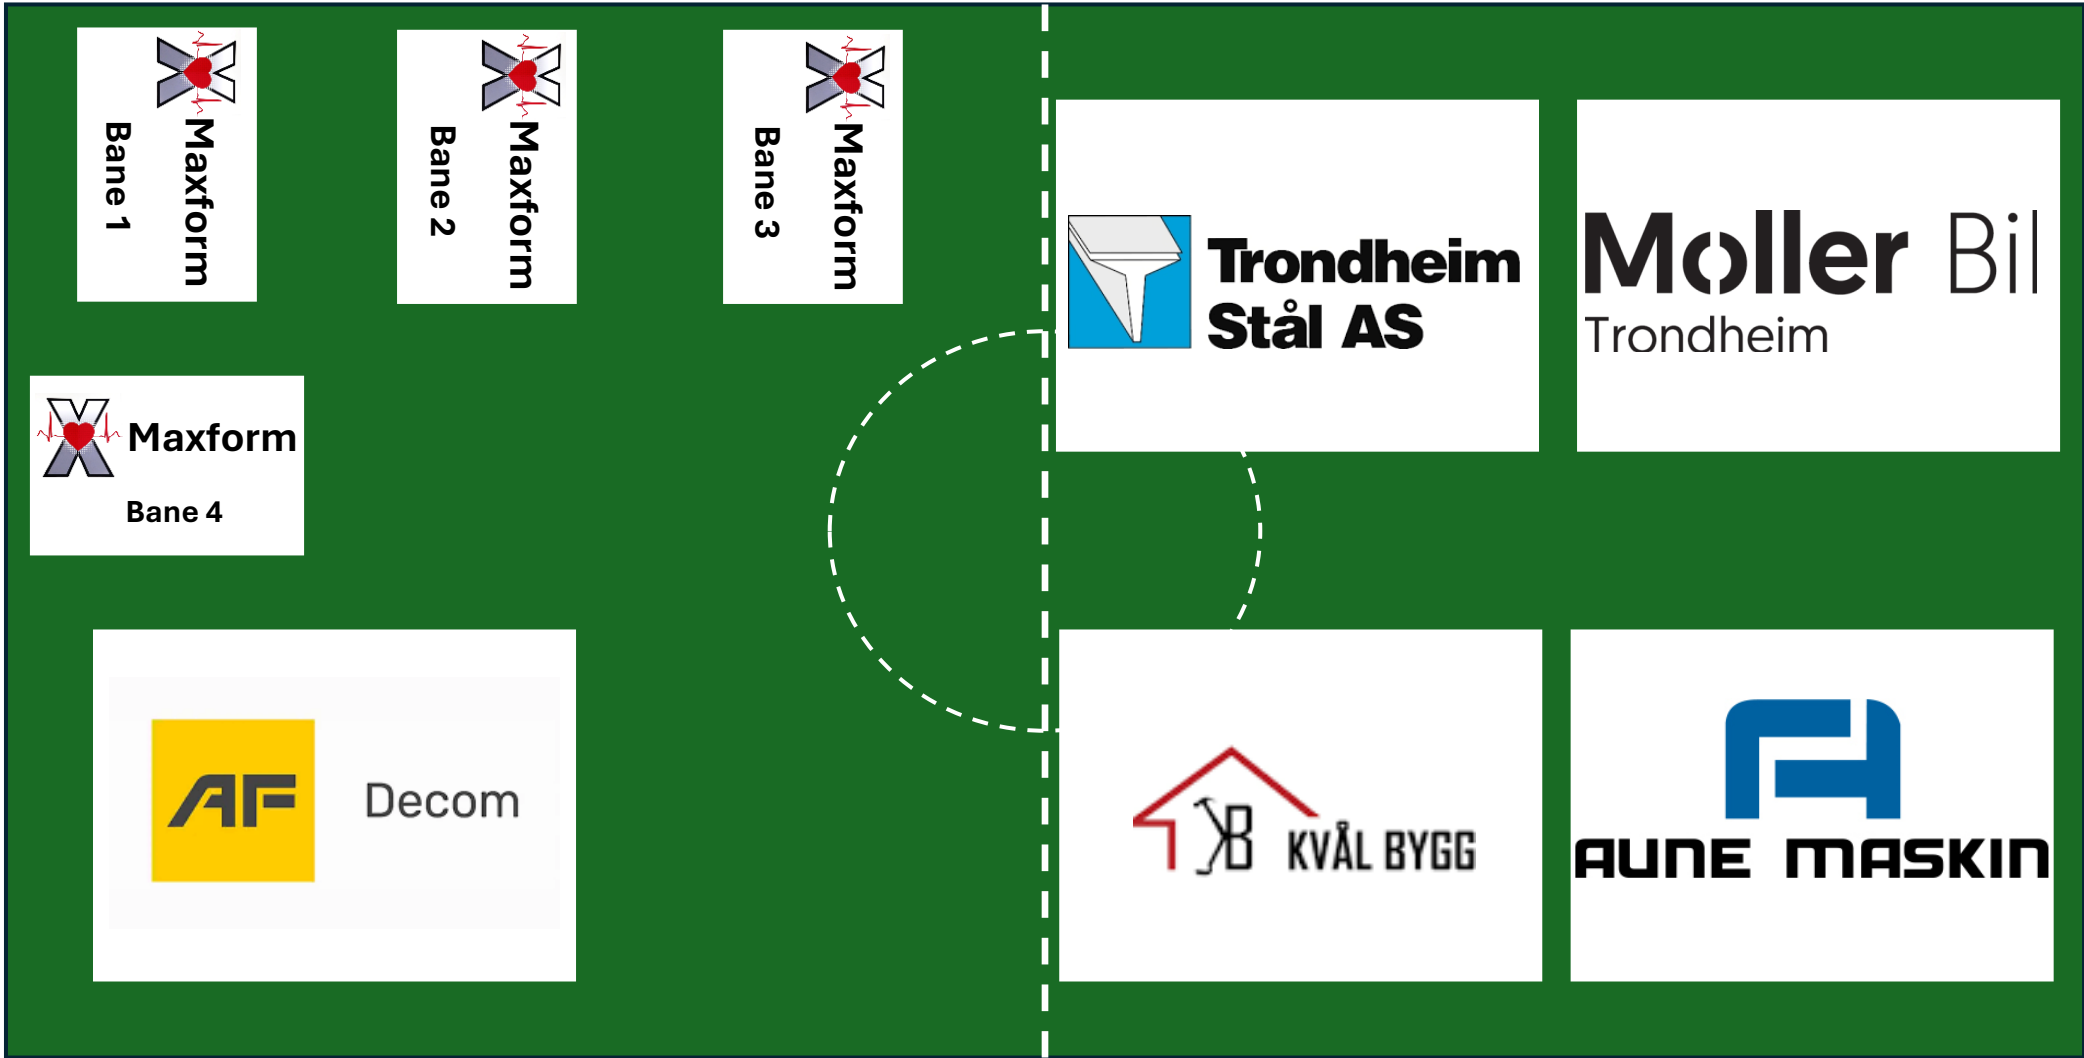 Maxform
Bane 1
Maxform
Bane 2
Maxform
Bane 3
Trondheim
Stål AS
Moller Bil
Trondheim
Maxform
Bane 4
AF Decom
KB KVÅL BYGG
AUNE MASKIN